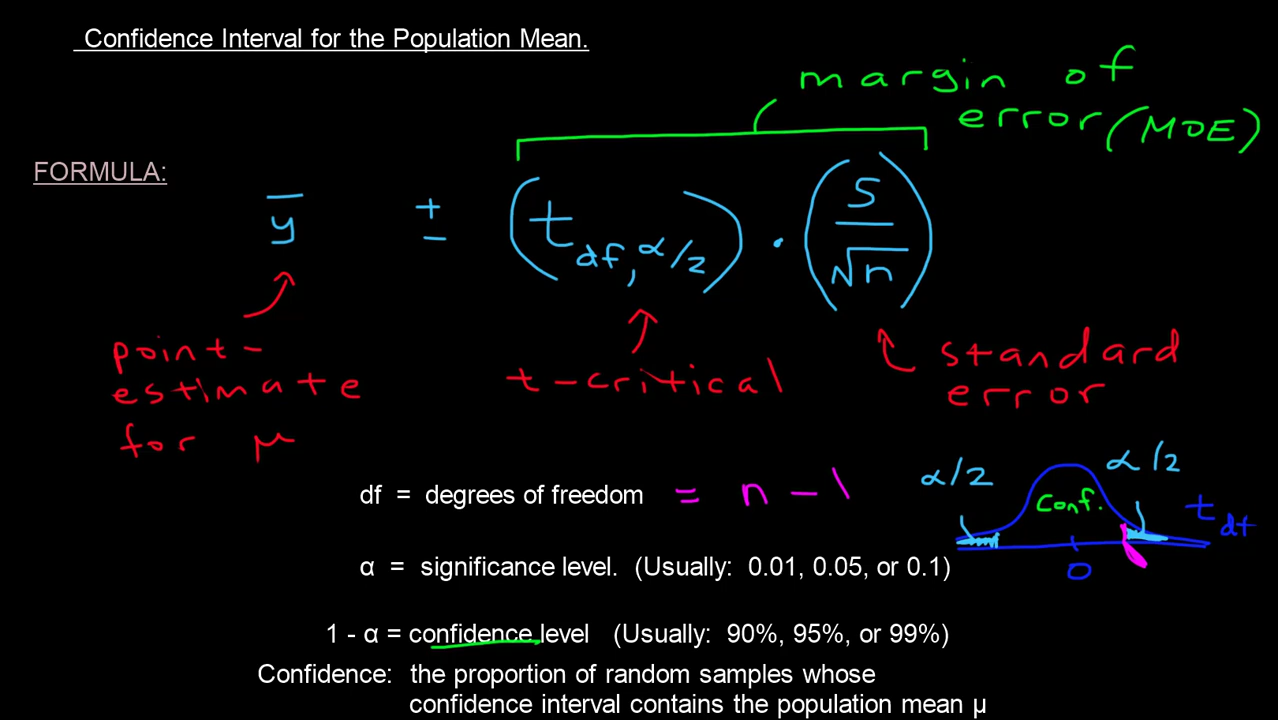 Confidence Interval for the Population Mean.
margin of
error (MOE)
FORMULA:
y̅ ± (t df, α/2) · (s/√n)
point-
estimate
for μ
t-critical
standard
error
df = degrees of freedom = n - 1
α/2
α/2
Conf.
t df
0
α = significance level. (Usually: 0.01, 0.05, or 0.1)
1 - α = confidence level (Usually: 90%, 95%, or 99%)
Confidence: the proportion of random samples whose
confidence interval contains the population mean μ